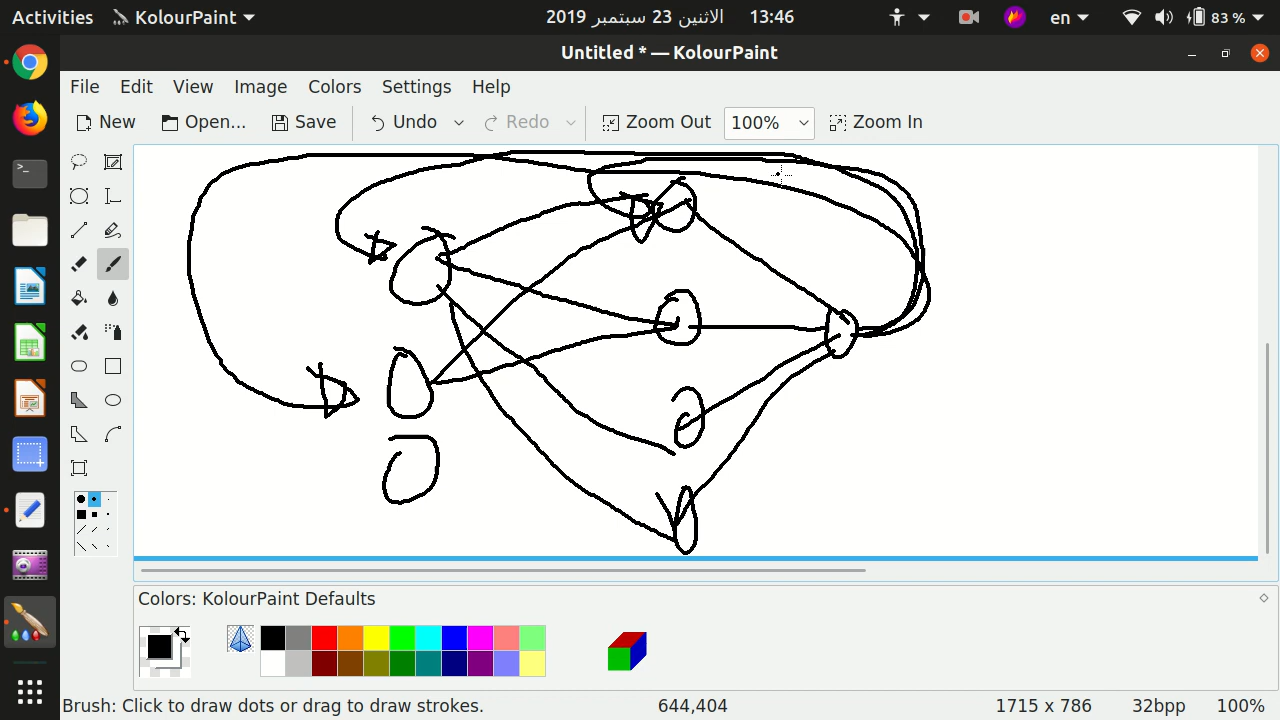 Activities KolourPaint الاثنين 23 سبتمبر 2019 13:46 en 83 %
Untitled * — KolourPaint
File Edit View Image Colors Settings Help
New Open... Save Undo Redo Zoom Out 100% Zoom In
Colors: KolourPaint Defaults
Brush: Click to draw dots or drag to draw strokes. 644,404 1715 x 786 32bpp 100%